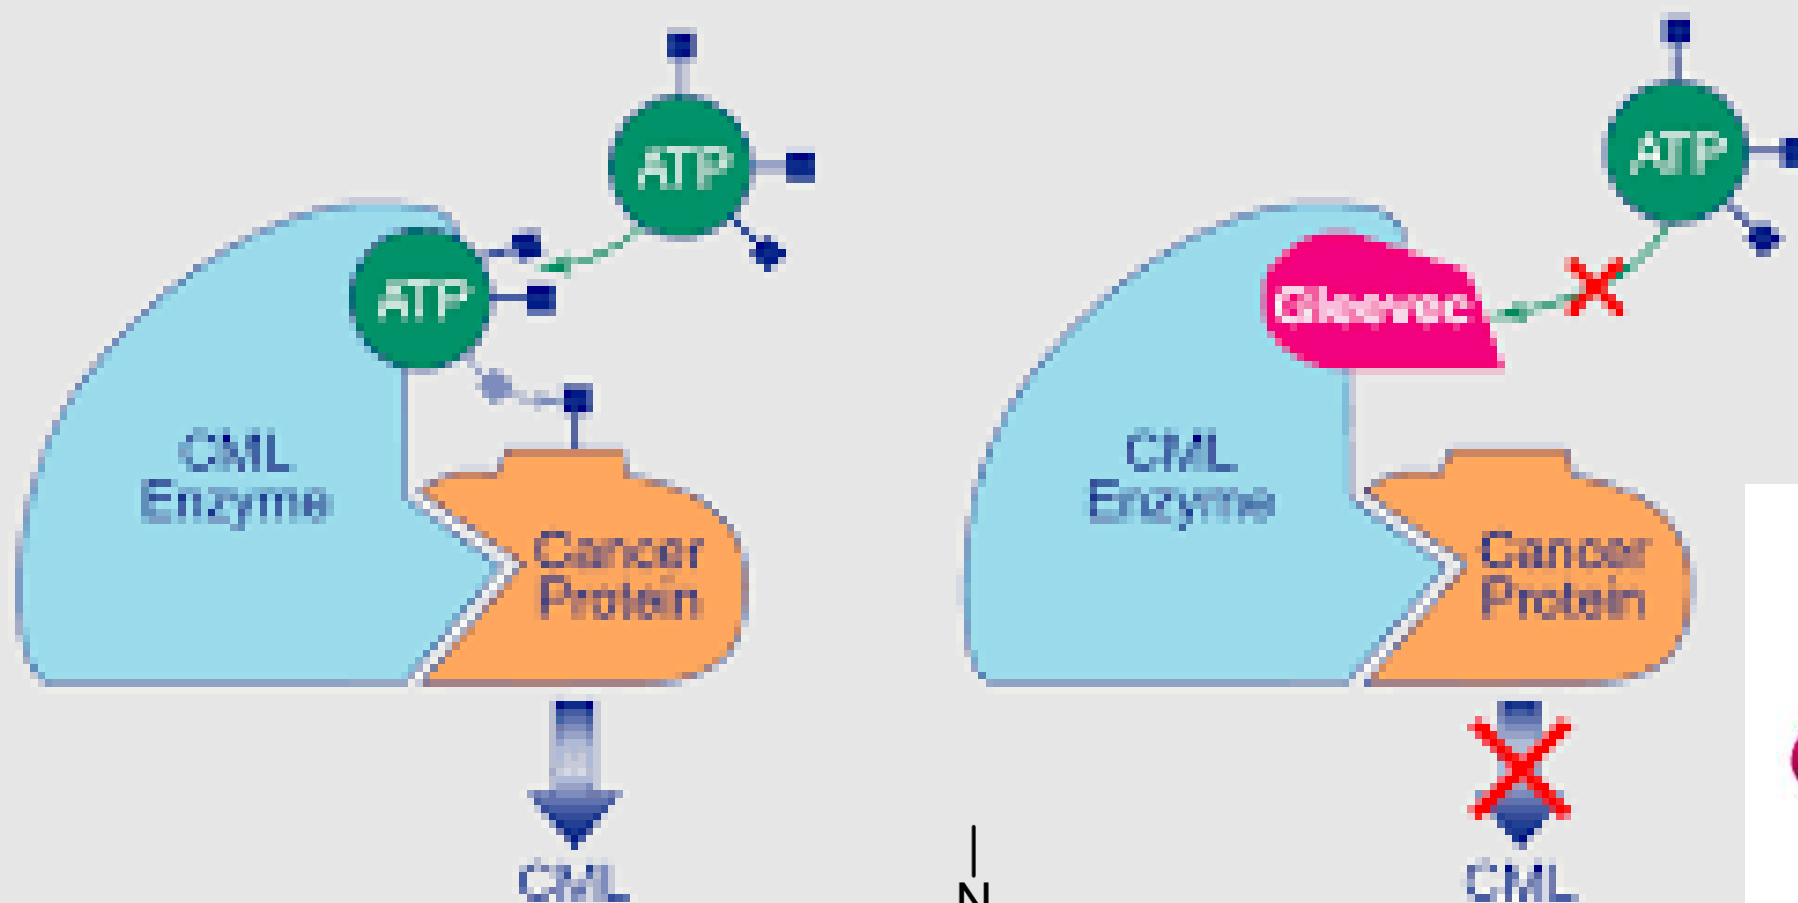 ATP
ATP
CML
Enzyme
Cancer
Protein
CML
ATP
Gleevec
CML
Enzyme
Cancer
Protein
CML
N